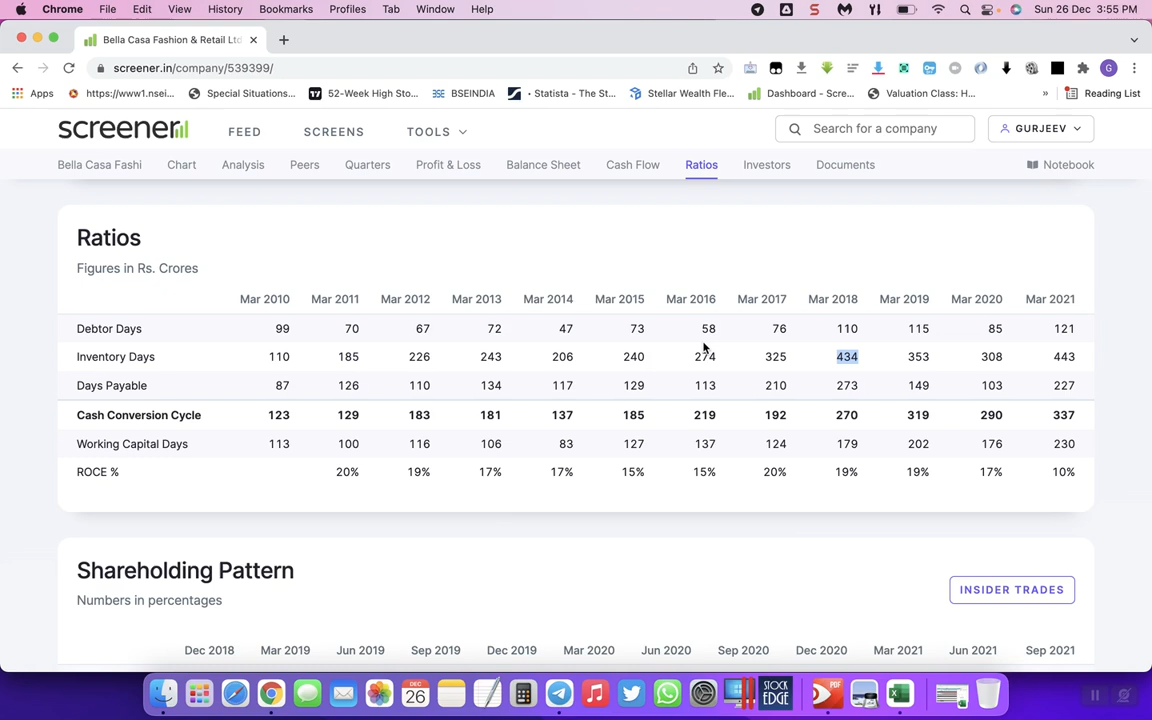 Chrome File Edit View History Bookmarks Profiles Tab Window Help Sun 26 Dec 3:55 PM
Bella Casa Fashion & Retail Ltd
screener.in/company/539399/
Apps https://www1.nsei... Special Situations... 52-Week High Sto... BSEINDIA • Statista - The St... Stellar Wealth Fle... Dashboard - Scre... Valuation Class: H... » Reading List
screener FEED SCREENS TOOLS Search for a company GURJEEV
Bella Casa Fashi Chart Analysis Peers Quarters Profit & Loss Balance Sheet Cash Flow Ratios Investors Documents Notebook
Ratios
Figures in Rs. Crores
Mar 2010 Mar 2011 Mar 2012 Mar 2013 Mar 2014 Mar 2015 Mar 2016 Mar 2017 Mar 2018 Mar 2019 Mar 2020 Mar 2021
Debtor Days 99 70 67 72 47 73 58 76 110 115 85 121
Inventory Days 110 185 226 243 206 240 274 325 434 353 308 443
Days Payable 87 126 110 134 117 129 113 210 273 149 103 227
Cash Conversion Cycle 123 129 183 181 137 185 219 192 270 319 290 337
Working Capital Days 113 100 116 106 83 127 137 124 179 202 176 230
ROCE % 20% 19% 17% 17% 15% 15% 20% 19% 19% 17% 10%
Shareholding Pattern
Numbers in percentages
INSIDER TRADES
Dec 2018 Mar 2019 Jun 2019 Sep 2019 Dec 2019 Mar 2020 Jun 2020 Sep 2020 Dec 2020 Mar 2021 Jun 2021 Sep 2021
DEC
26
STOCK
EDGE
PDF